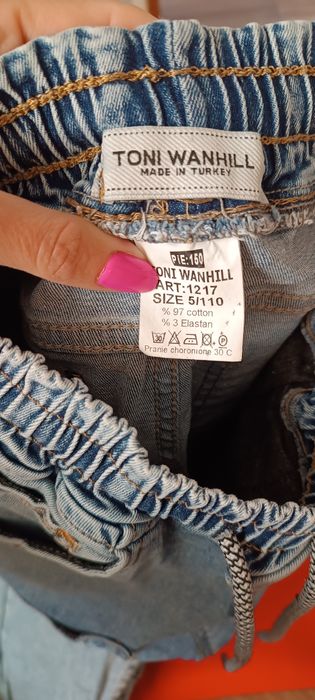 TONI WANHILL
MADE IN TURKEY
PIE:160
TONI WANHILL
ART:1217
SIZE 5/110
% 97 cotton
% 3 Elastan
Pranie choronione 30 C